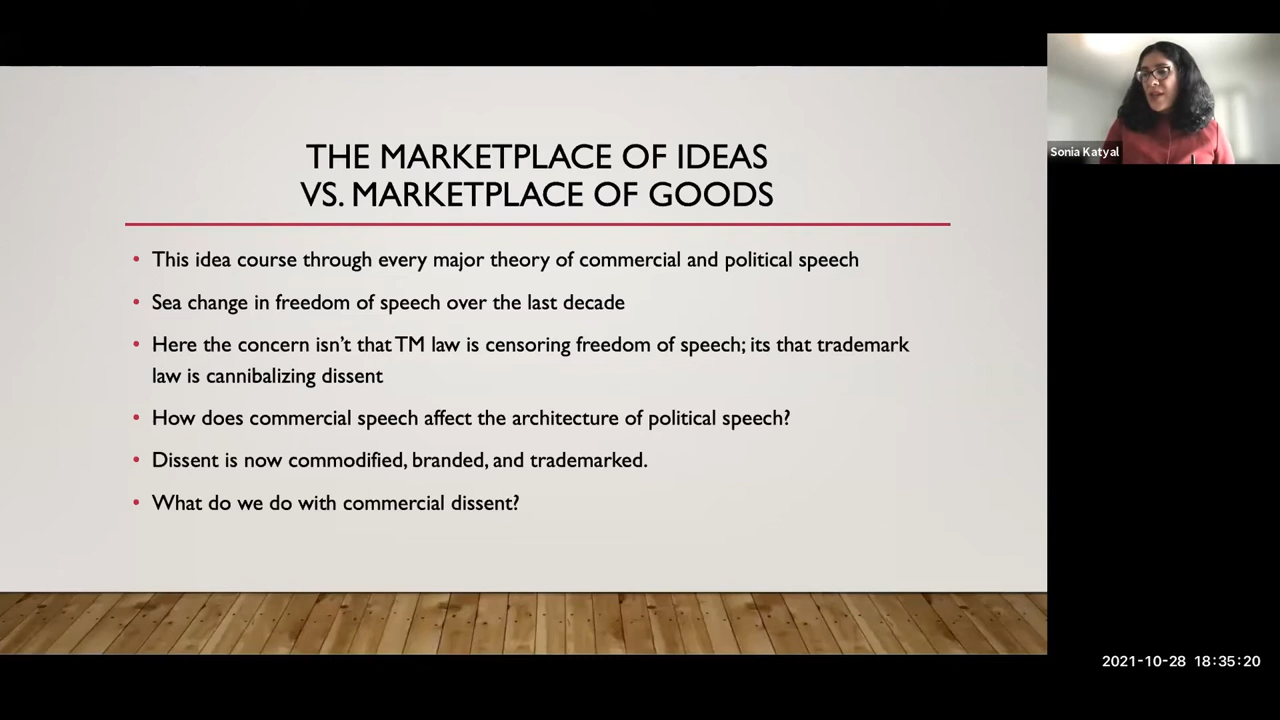 THE MARKETPLACE OF IDEAS
VS. MARKETPLACE OF GOODS
• This idea course through every major theory of commercial and political speech
• Sea change in freedom of speech over the last decade
• Here the concern isn't that TM law is censoring freedom of speech; its that trademark
law is cannibalizing dissent
• How does commercial speech affect the architecture of political speech?
• Dissent is now commodified, branded, and trademarked.
• What do we do with commercial dissent?
Sonia Katyal
2021-10-28 18:35:20